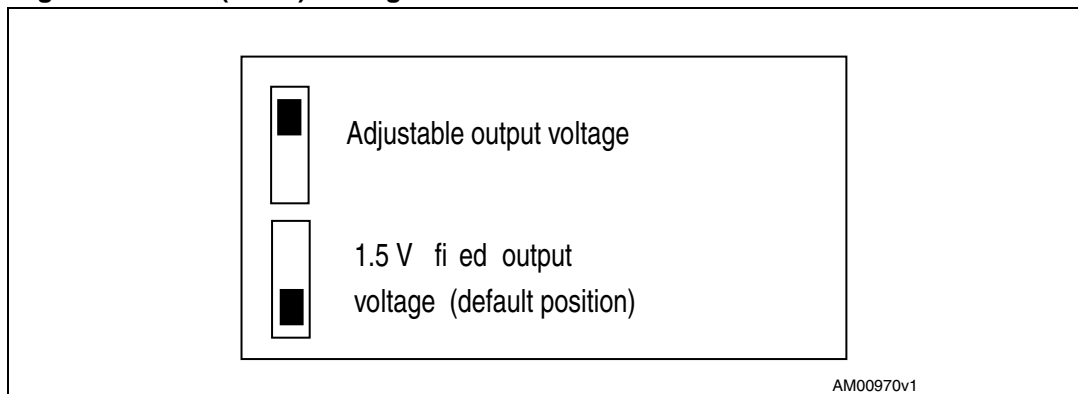 Adjustable output voltage
1.5 V fi ed output
voltage (default position)
AM00970v1